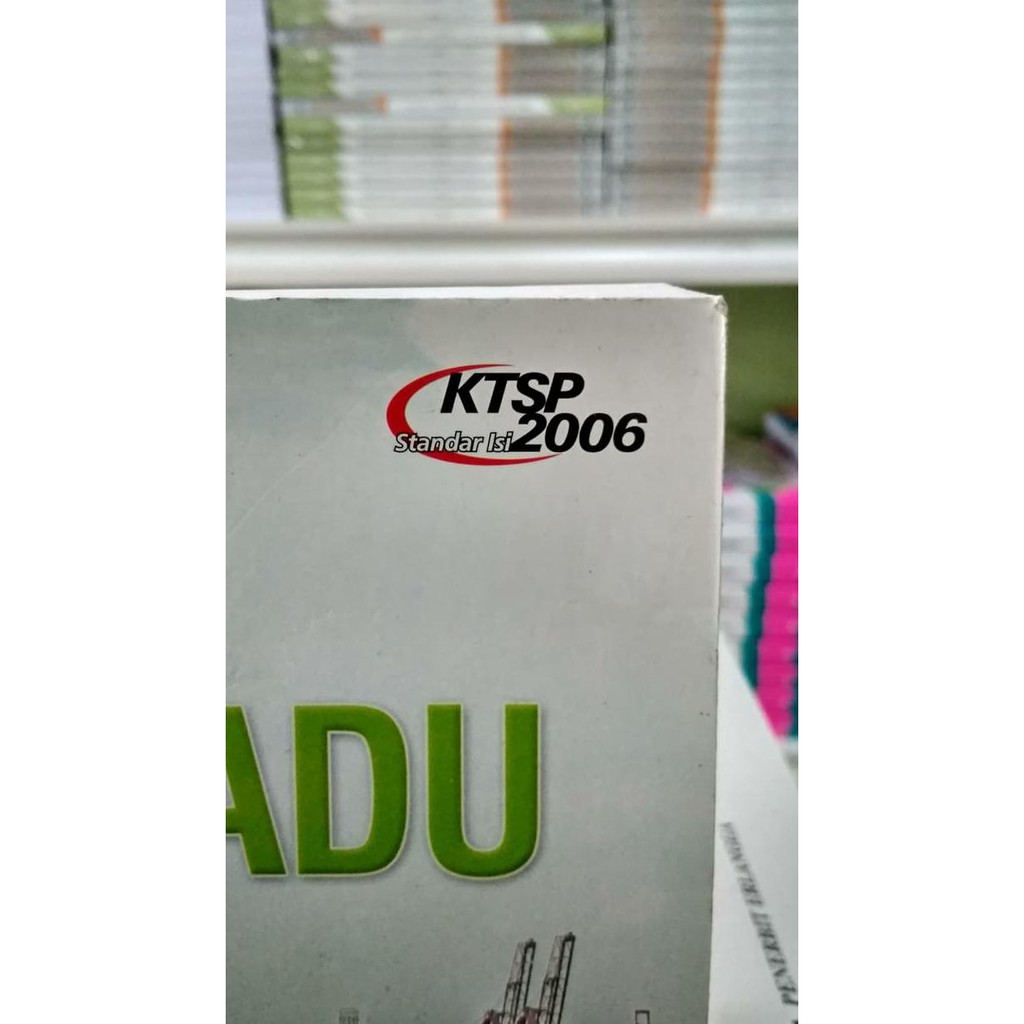 KTSP
Standar Isi 2006
ADU
PENERBIT ERLANGGA